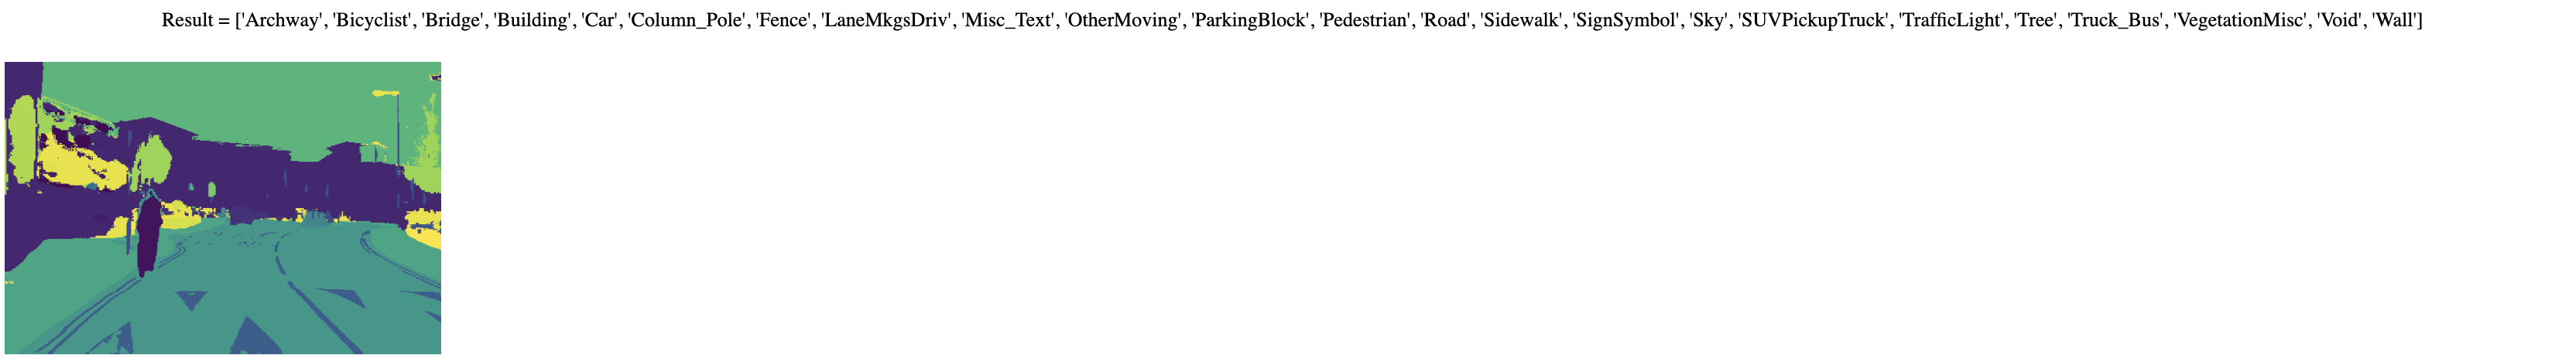 Result = ['Archway', 'Bicyclist', 'Bridge', 'Building', 'Car', 'Column_Pole', 'Fence', 'LaneMkgsDriv', 'Misc_Text', 'OtherMoving', 'ParkingBlock', 'Pedestrian', 'Road', 'Sidewalk', 'SignSymbol', 'Sky', 'SUVPickupTruck', 'TrafficLight', 'Tree', 'Truck_Bus', 'VegetationMisc', 'Void', 'Wall']